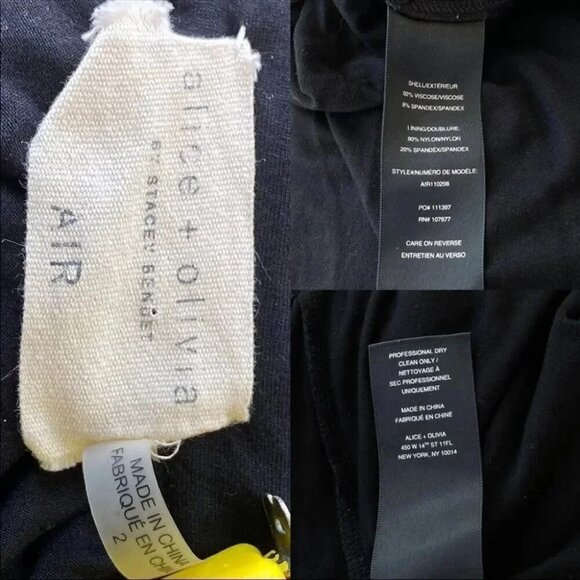 alice + olivia
BY STACEY BENDET
AIR
MADE IN CHINA
FABRIQUÉ EN CHINE
2
SHELL/EXTÉRIEUR:
92% VISCOSE/VISCOSE
8% SPANDEX/SPANDEX
LINING/DOUBLURE:
80% NYLON/NYLON
20% SPANDEX/SPANDEX
STYLE#/NUMÉRO DE MODÈLE:
AIR110298
PO# 111397
RN# 107677
CARE ON REVERSE
ENTRETIEN AU VERSO
PROFESSIONAL DRY
CLEAN ONLY /
NETTOYAGE À
SEC PROFESSIONNEL
UNIQUEMENT
MADE IN CHINA
FABRIQUÉ EN CHINE
ALICE + OLIVIA
450 W 14TH ST 11FL
NEW YORK, NY 10014